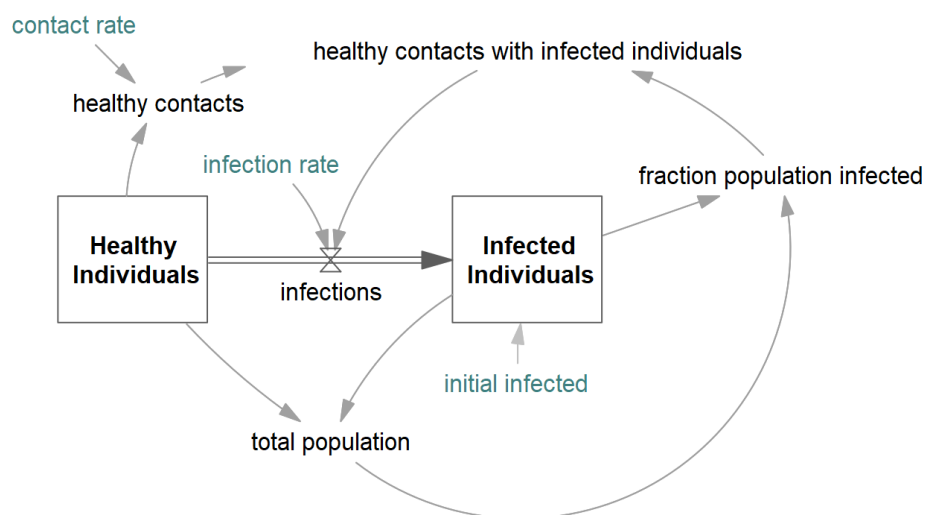 contact rate
healthy contacts with infected individuals
healthy contacts
infection rate
fraction population infected
Healthy
Individuals
Infected
Individuals
infections
initial infected
total population